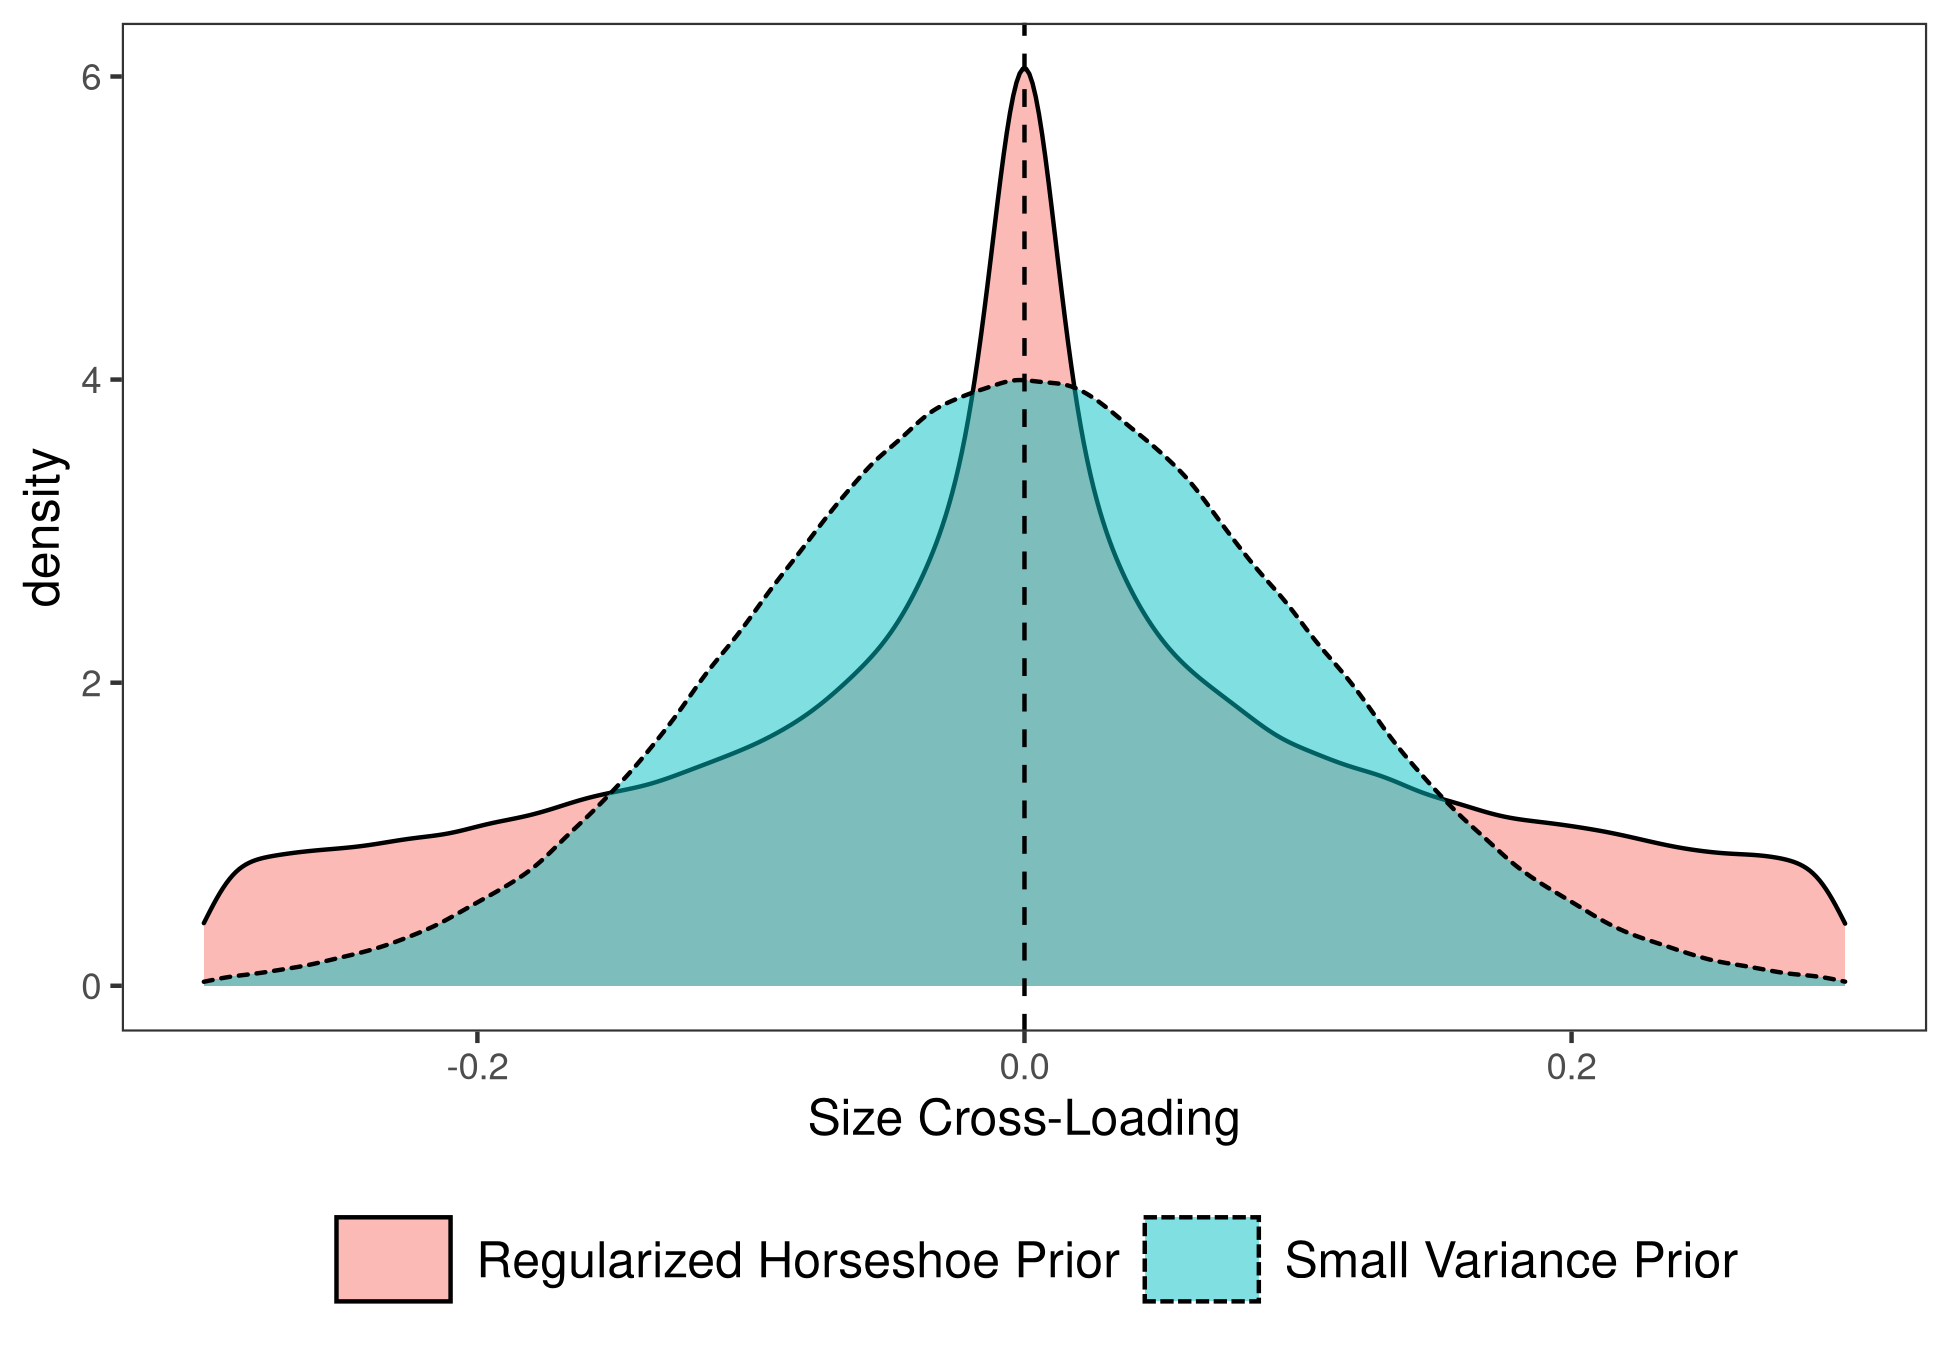 density
6
4
2
0
-0.2 0.0 0.2
Size Cross-Loading
Regularized Horseshoe Prior Small Variance Prior